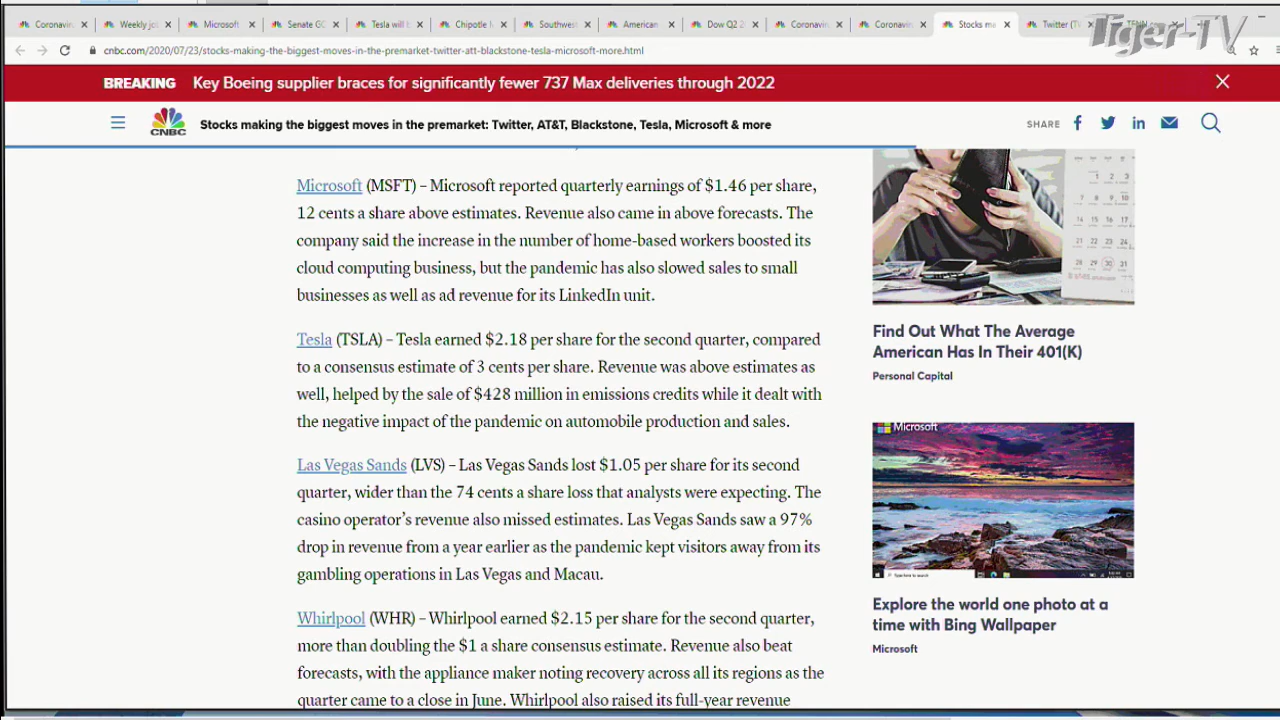 Coronavir
Weekly jo
Microsoft
Senate GO
Tesla will b
Chipotle
Southwest
American
Dow Q2 2
Coronavir
Coronavir
Stocks ma
Twitter (TW
Tiger-TV
cnbc.com/2020/07/23/stocks-making-the-biggest-moves-in-the-premarket-twitter-att-blackstone-tesla-microsoft-more.html
BREAKING Key Boeing supplier braces for significantly fewer 737 Max deliveries through 2022
CNBC
Stocks making the biggest moves in the premarket: Twitter, AT&T, Blackstone, Tesla, Microsoft & more
SHARE
Microsoft (MSFT) – Microsoft reported quarterly earnings of $1.46 per share,
12 cents a share above estimates. Revenue also came in above forecasts. The
company said the increase in the number of home-based workers boosted its
cloud computing business, but the pandemic has also slowed sales to small
businesses as well as ad revenue for its LinkedIn unit.
Tesla (TSLA) – Tesla earned $2.18 per share for the second quarter, compared
to a consensus estimate of 3 cents per share. Revenue was above estimates as
well, helped by the sale of $428 million in emissions credits while it dealt with
the negative impact of the pandemic on automobile production and sales.
Las Vegas Sands (LVS) – Las Vegas Sands lost $1.05 per share for its second
quarter, wider than the 74 cents a share loss that analysts were expecting. The
casino operator's revenue also missed estimates. Las Vegas Sands saw a 97%
drop in revenue from a year earlier as the pandemic kept visitors away from its
gambling operations in Las Vegas and Macau.
Whirlpool (WHR) – Whirlpool earned $2.15 per share for the second quarter,
more than doubling the $1 a share consensus estimate. Revenue also beat
forecasts, with the appliance maker noting recovery across all its regions as the
quarter came to a close in June. Whirlpool also raised its full-year revenue
Find Out What The Average
American Has In Their 401(K)
Personal Capital
Microsoft
Explore the world one photo at a
time with Bing Wallpaper
Microsoft